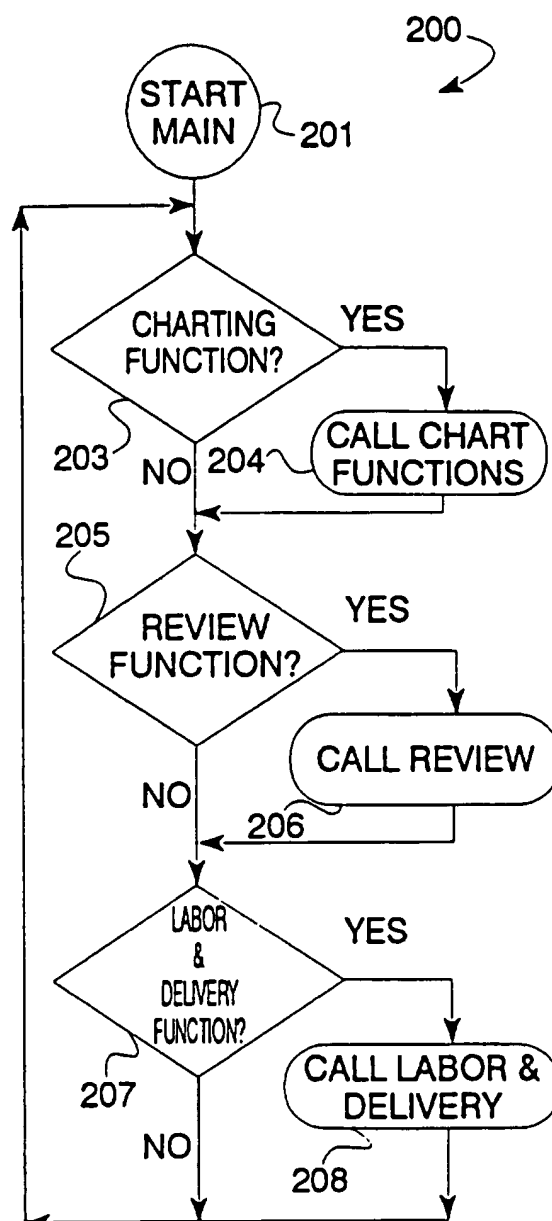 200
START
MAIN
201
CHARTING
FUNCTION?
YES
203
NO
204
CALL CHART
FUNCTIONS
205
REVIEW
FUNCTION?
YES
CALL REVIEW
NO
206
LABOR
&
DELIVERY
FUNCTION?
YES
207
CALL LABOR &
DELIVERY
NO
208